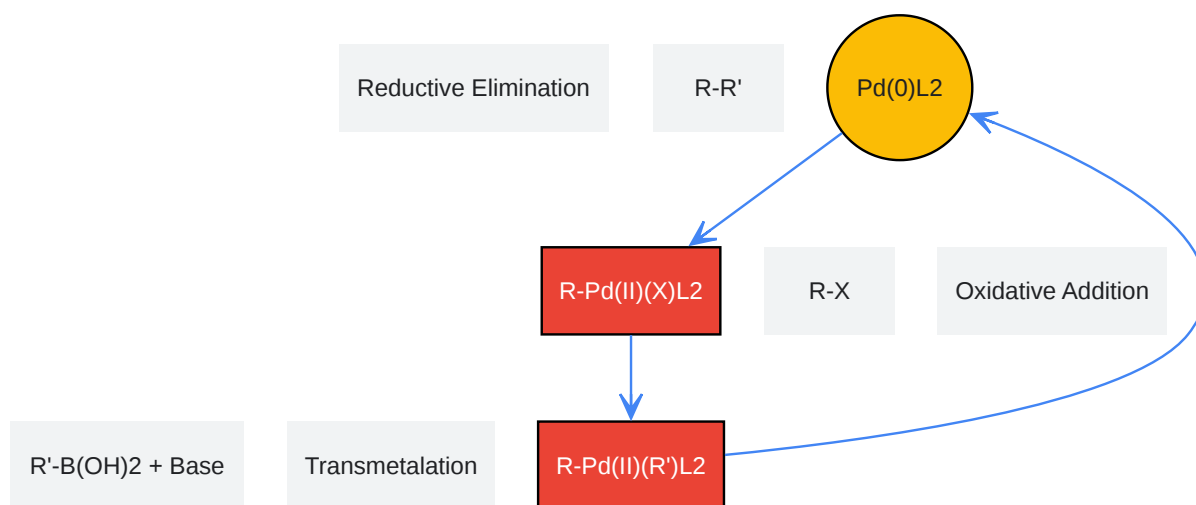 Reductive Elimination
R-R'
Pd(0)L2
R-Pd(II)(X)L2
R-X
Oxidative Addition
R'-B(OH)2 + Base
Transmetalation
R-Pd(II)(R')L2